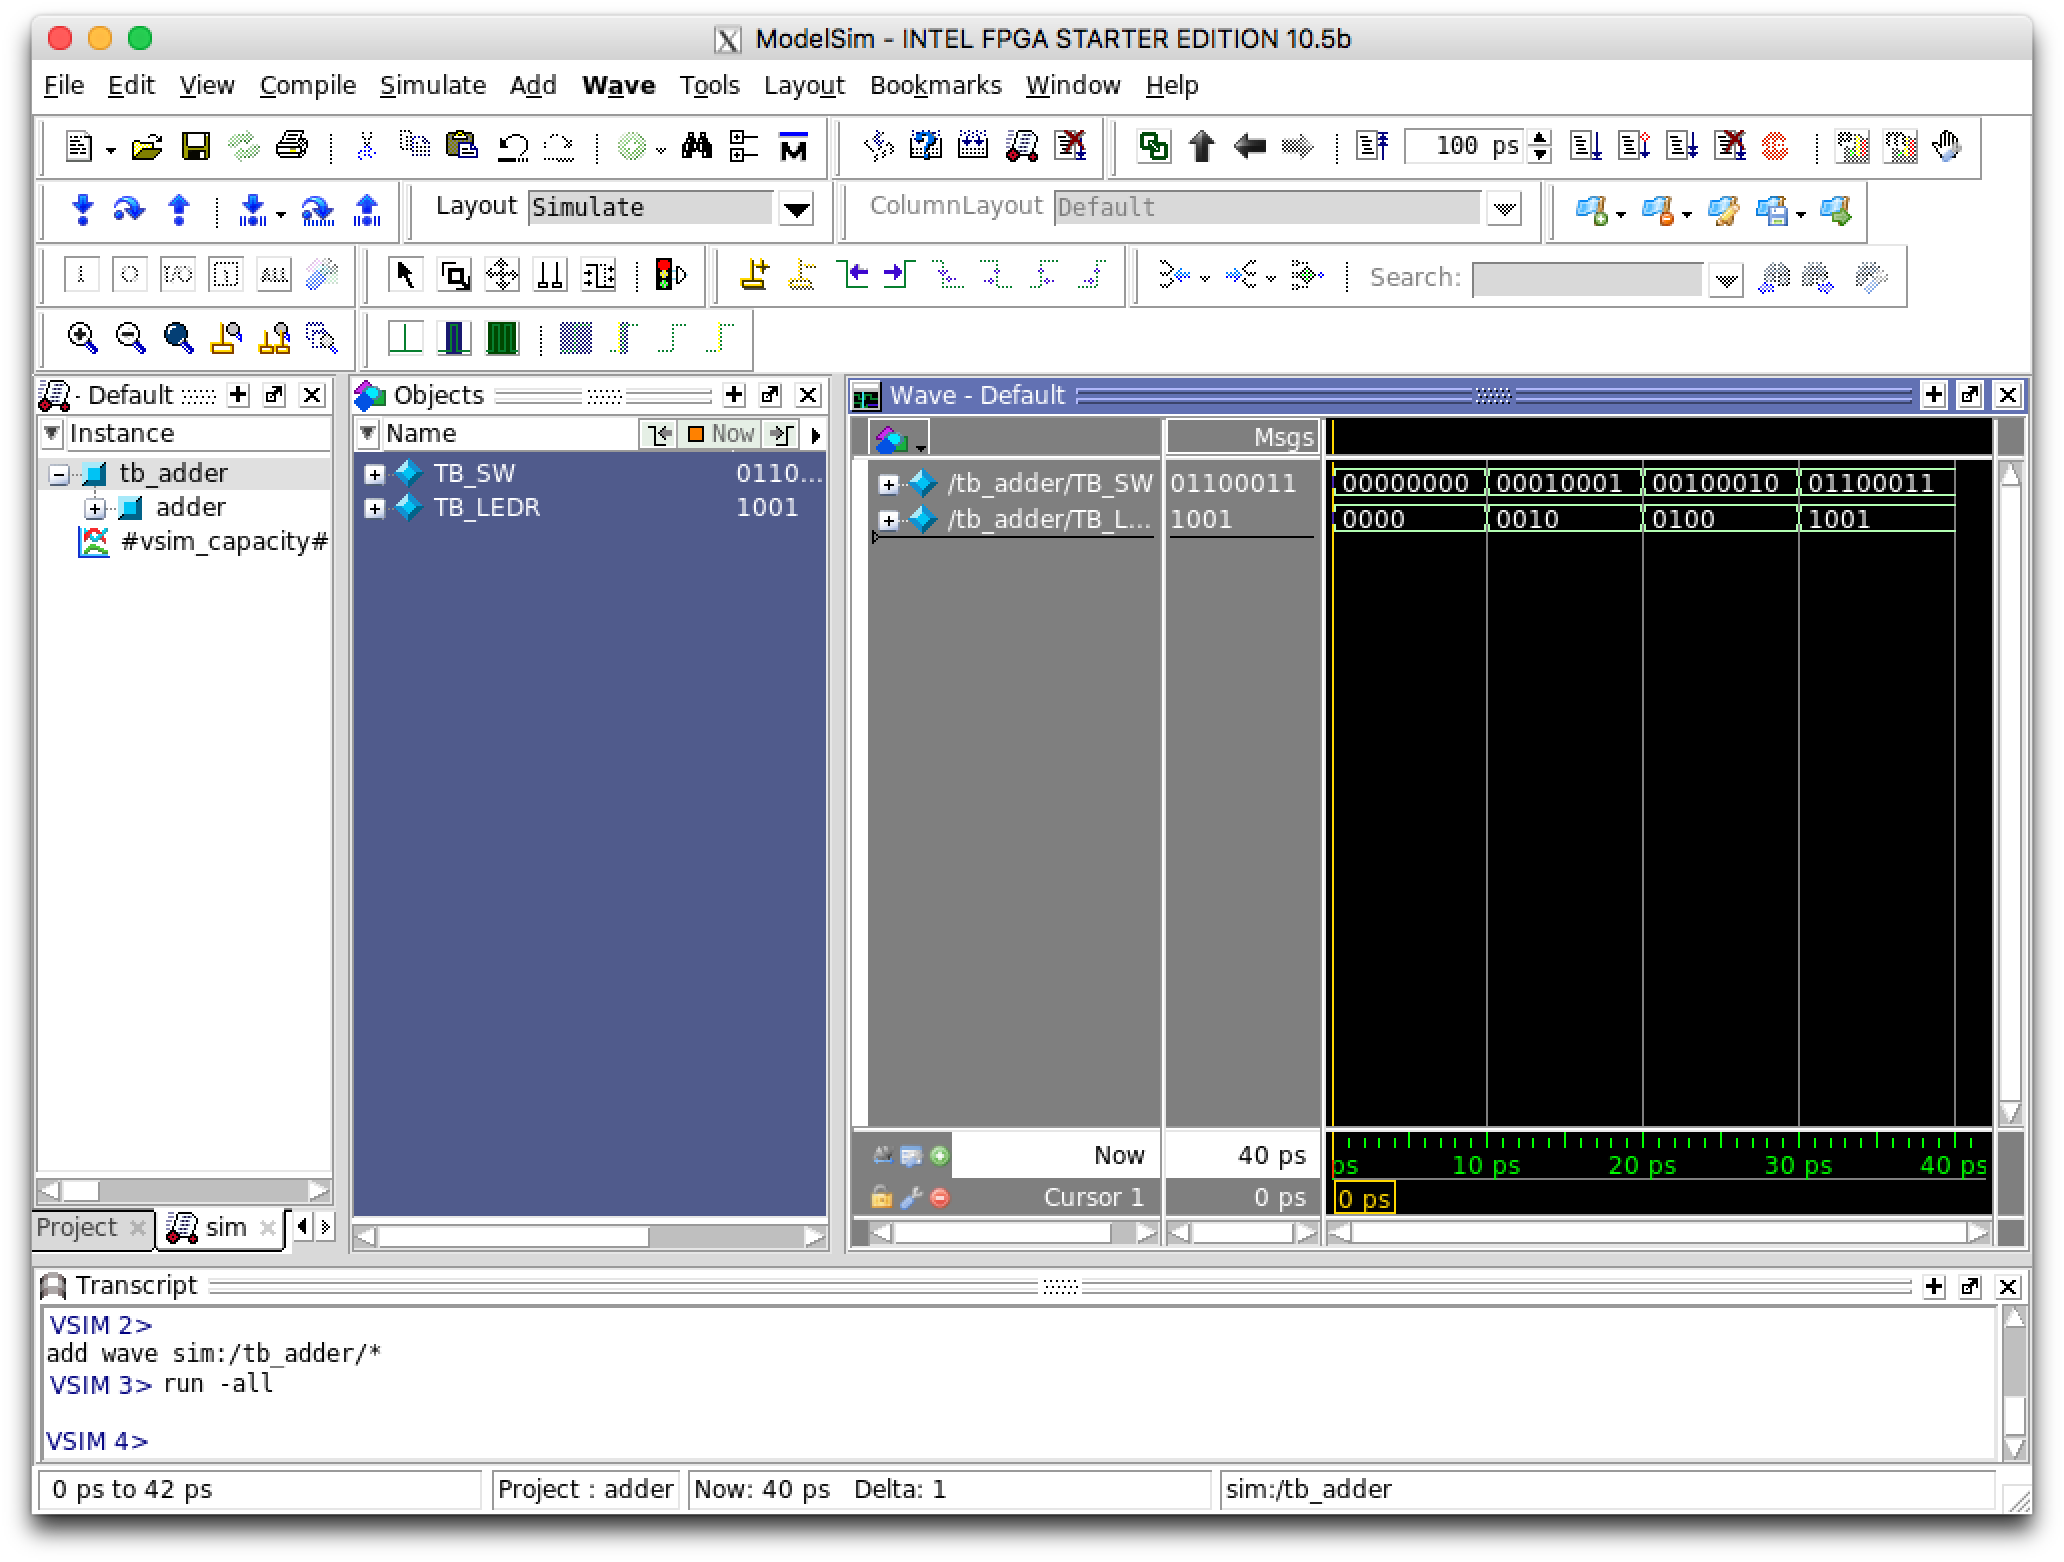 ModelSim - INTEL FPGA STARTER EDITION 10.5b
File Edit View Compile Simulate Add Wave Tools Layout Bookmarks Window Help
100 ps
Layout Simulate ColumnLayout Default
Search:
Default
Instance
tb_adder
adder
#vsim_capacity#
Project sim
Objects
Name Now
TB_SW 0110...
TB_LEDR 1001
Wave - Default
Msgs
/tb_adder/TB_SW 01100011 00000000 00010001 00100010 01100011
/tb_adder/TB_L... 1001 0000 0010 0100 1001
Now 40 ps ps 10 ps 20 ps 30 ps 40 ps
Cursor 1 0 ps 0 ps
Transcript
VSIM 2>
add wave sim:/tb_adder/*
VSIM 3> run -all
VSIM 4>
0 ps to 42 ps Project : adder Now: 40 ps Delta: 1 sim:/tb_adder